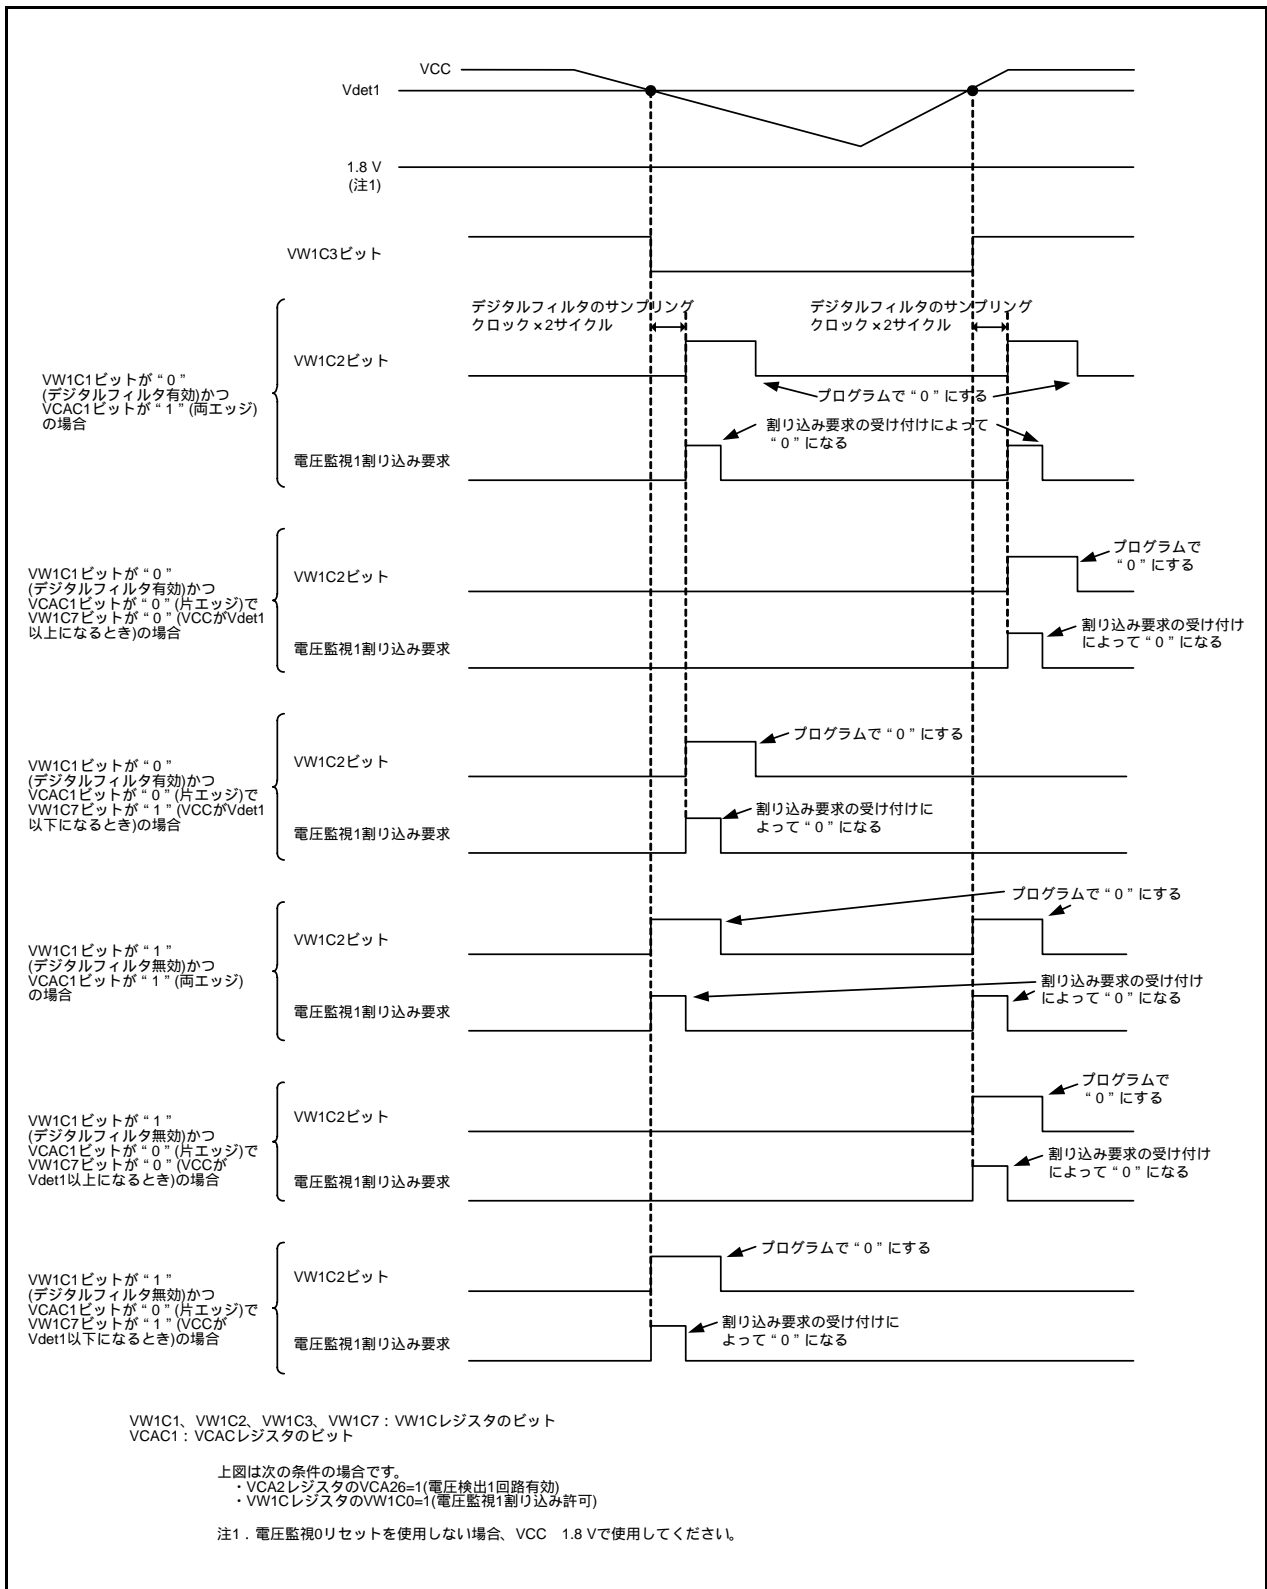 VCC
Vdet1
1.8 V
(注1)
VW1C3ビット
デジタルフィルタのサンプリング
クロック×2サイクル
デジタルフィルタのサンプリング
クロック×2サイクル
VW1C1ビットが“0”
(デジタルフィルタ有効)かつ
VCAC1ビットが“1”(両エッジ)
の場合
VW1C2ビット
プログラムで“0”にする
割り込み要求の受け付けによって
“0”になる
電圧監視1割り込み要求
VW1C1ビットが“0”
(デジタルフィルタ有効)かつ
VCAC1ビットが“0”(片エッジ)で
VW1C7ビットが“0”(VCCがVdet1
以上になるとき)の場合
VW1C2ビット
プログラムで
“0”にする
電圧監視1割り込み要求
割り込み要求の受け付け
によって“0”になる
VW1C1ビットが“0”
(デジタルフィルタ有効)かつ
VCAC1ビットが“0”(片エッジ)で
VW1C7ビットが“1”(VCCがVdet1
以下になるとき)の場合
VW1C2ビット
プログラムで“0”にする
電圧監視1割り込み要求
割り込み要求の受け付けに
よって“0”になる
VW1C1ビットが“1”
(デジタルフィルタ無効)かつ
VCAC1ビットが“1”(両エッジ)
の場合
VW1C2ビット
プログラムで“0”にする
電圧監視1割り込み要求
割り込み要求の受け付け
によって“0”になる
VW1C1ビットが“1”
(デジタルフィルタ無効)かつ
VCAC1ビットが“0”(片エッジ)で
VW1C7ビットが“0”(VCCが
Vdet1以上になるとき)の場合
VW1C2ビット
プログラムで
“0”にする
電圧監視1割り込み要求
割り込み要求の受け付け
によって“0”になる
VW1C1ビットが“1”
(デジタルフィルタ無効)かつ
VCAC1ビットが“0”(片エッジ)で
VW1C7ビットが“1”(VCCが
Vdet1以下になるとき)の場合
VW1C2ビット
プログラムで“0”にする
電圧監視1割り込み要求
割り込み要求の受け付けに
よって“0”になる
VW1C1、VW1C2、VW1C3、VW1C7：VW1Cレジスタのビット
VCAC1：VCACレジスタのビット
上図は次の条件の場合です。
・VCA2レジスタのVCA26=1(電圧検出1回路有効)
・VW1CレジスタのVW1C0=1(電圧監視1割り込み許可)
注1．電圧監視0リセットを使用しない場合、VCC　1.8 Vで使用してください。